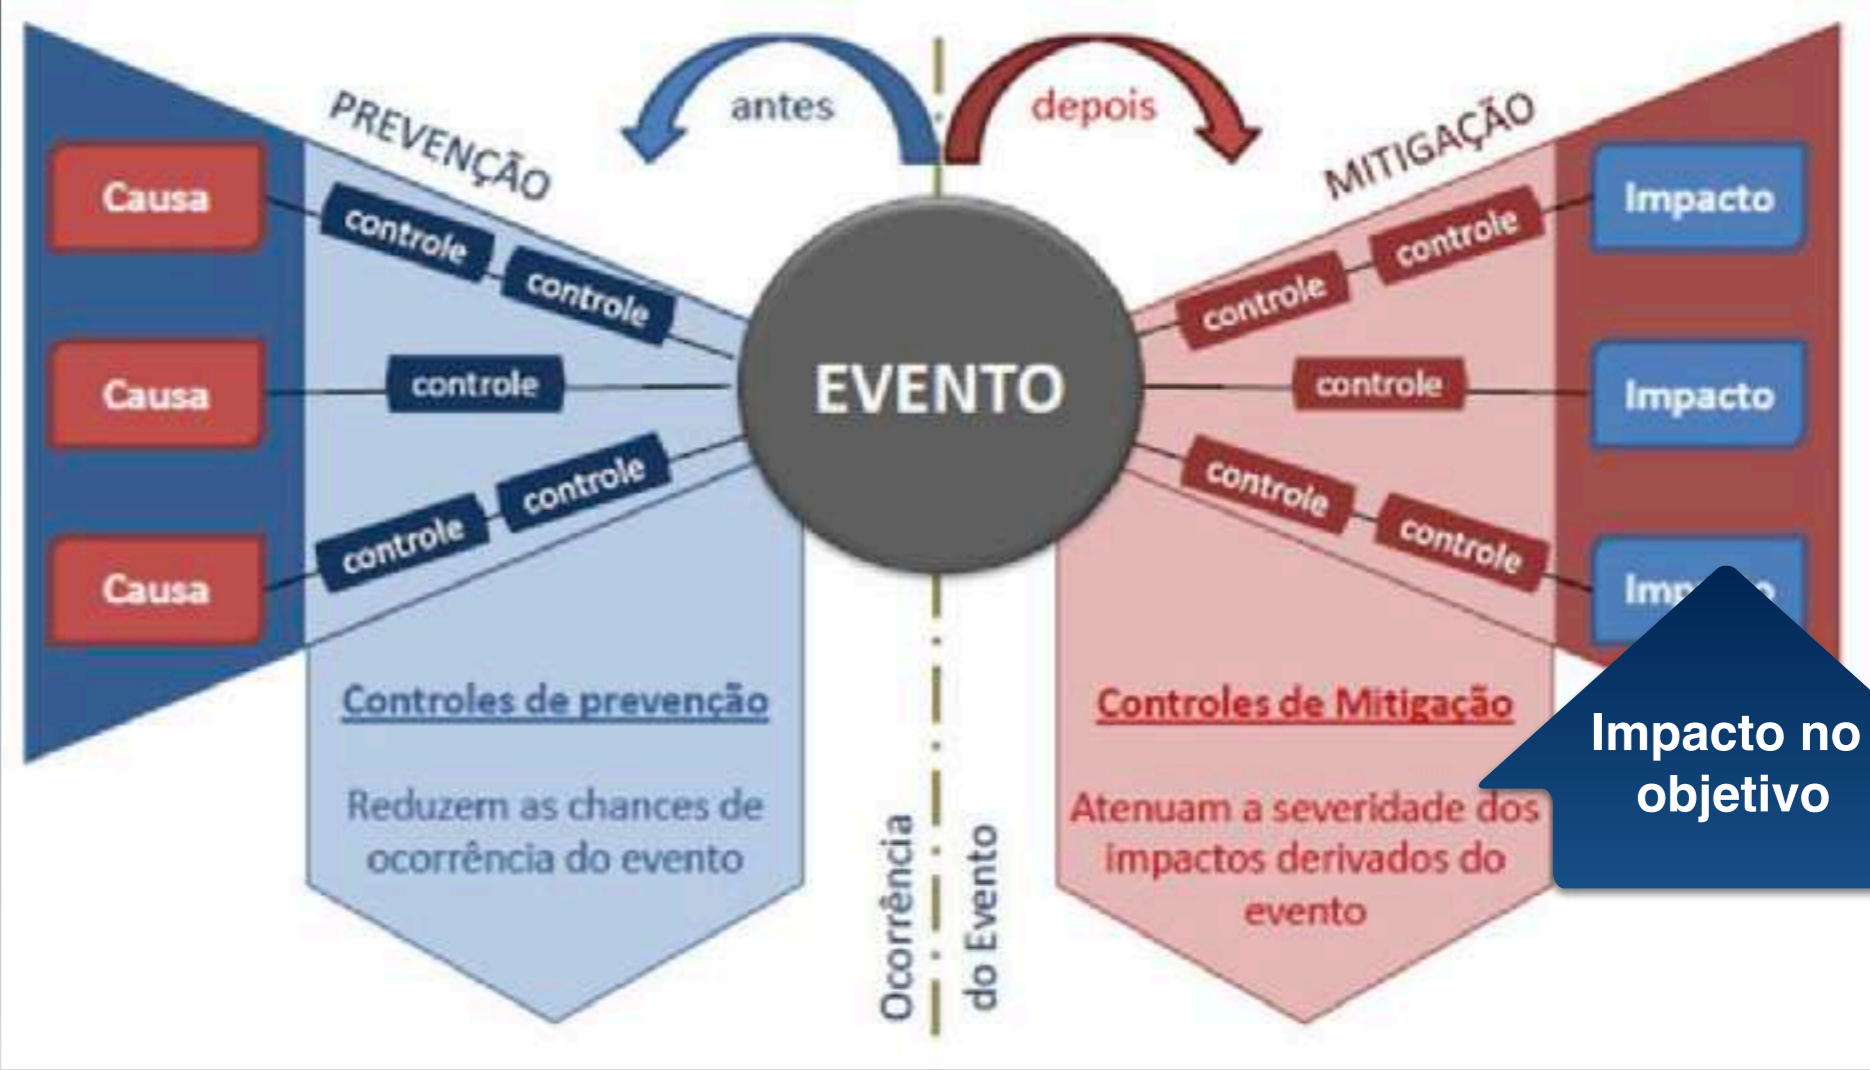 antes
depois
PREVENÇÃO
MITIGAÇÃO
Causa
controle
controle
controle
controle
Impacto
Causa
controle
EVENTO
controle
Impacto
Causa
controle
controle
controle
controle
Controles de prevenção
Reduzem as chances de
ocorrência do evento
Ocorrência
do Evento
Controles de Mitigação
Atenuam a severidade dos
impactos derivados do
evento
Impacto no
objetivo